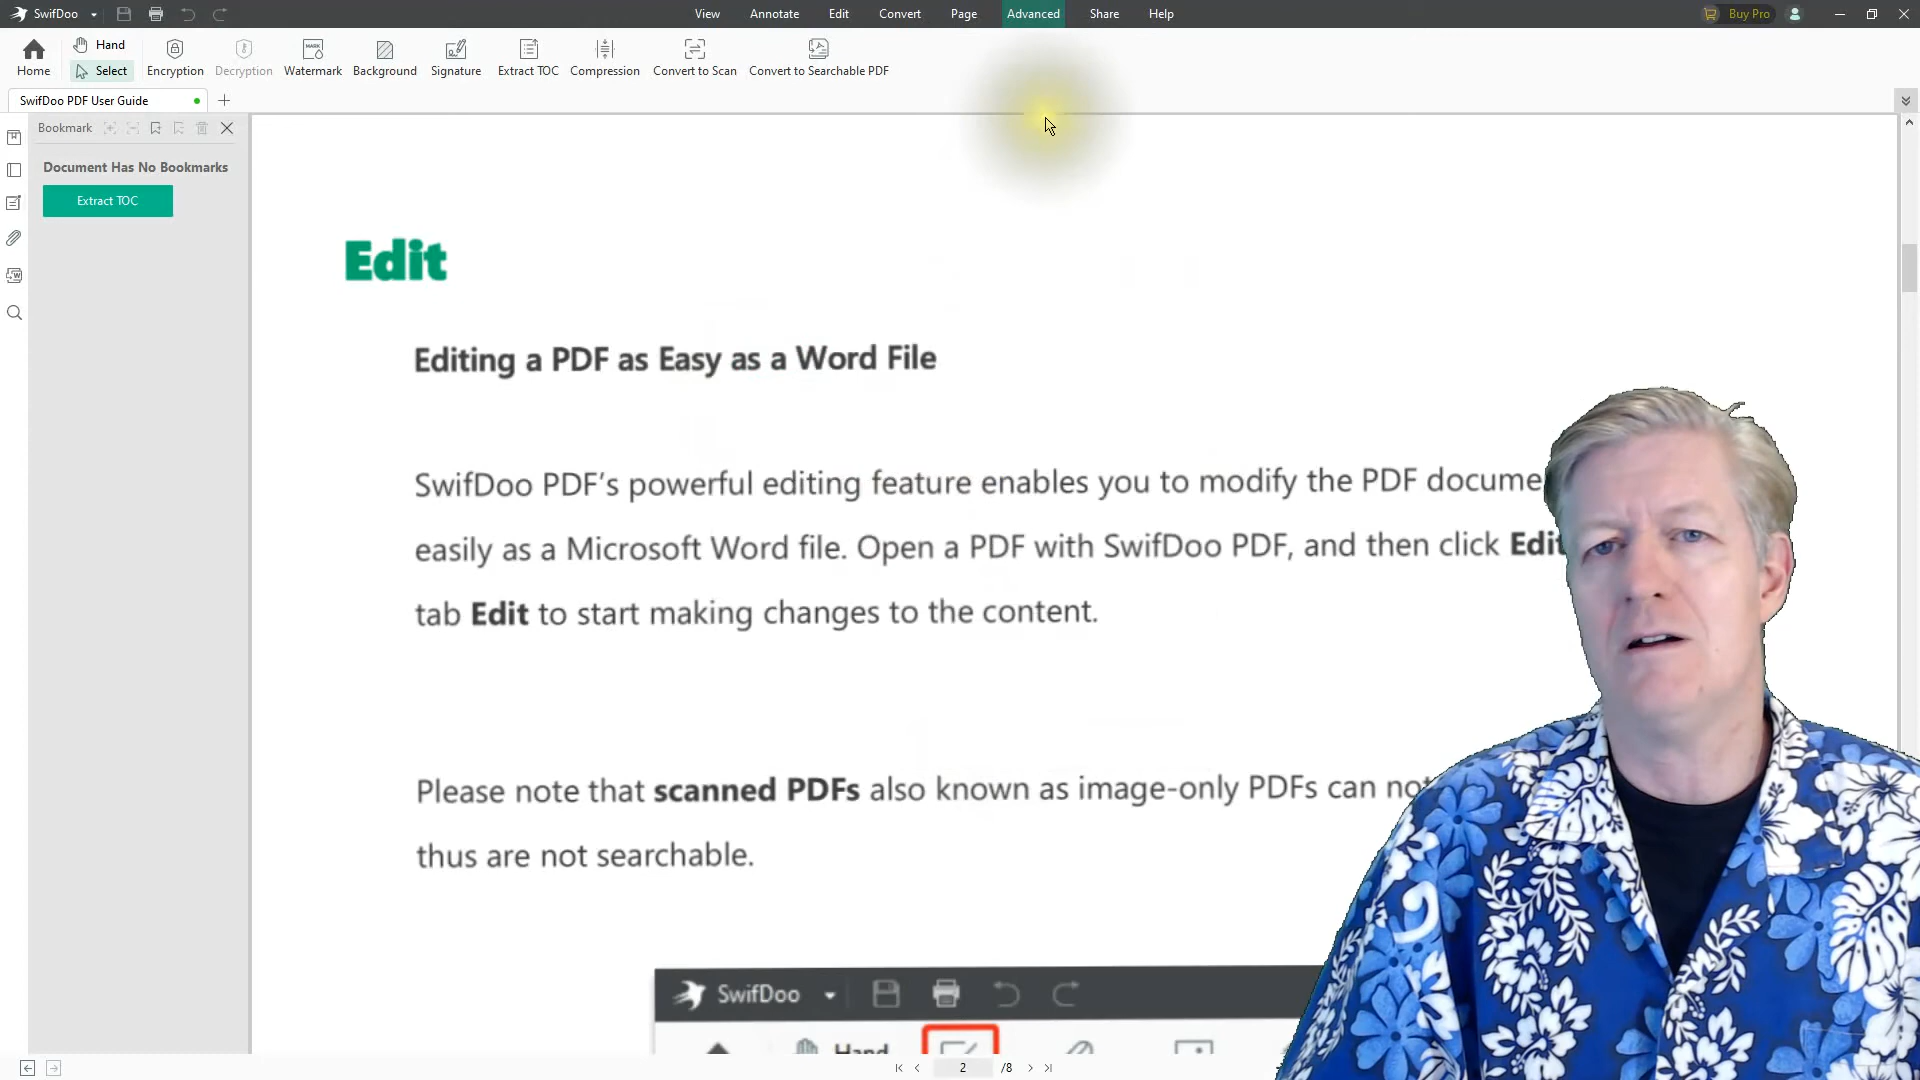 SwifDoo
View Annotate Edit Convert Page Advanced Share Help
Buy Pro
Home
Hand
Select
Encryption Decryption Watermark Background Signature Extract TOC Compression Convert to Scan Convert to Searchable PDF
MARK
SwifDoo PDF User Guide
Bookmark
Document Has No Bookmarks
Extract TOC
Edit
Editing a PDF as Easy as a Word File
SwifDoo PDF's powerful editing feature enables you to modify the PDF docume
easily as a Microsoft Word file. Open a PDF with SwifDoo PDF, and then click Edit
tab Edit to start making changes to the content.
Please note that scanned PDFs also known as image-only PDFs can no
thus are not searchable.
SwifDoo
Hand
2 /8